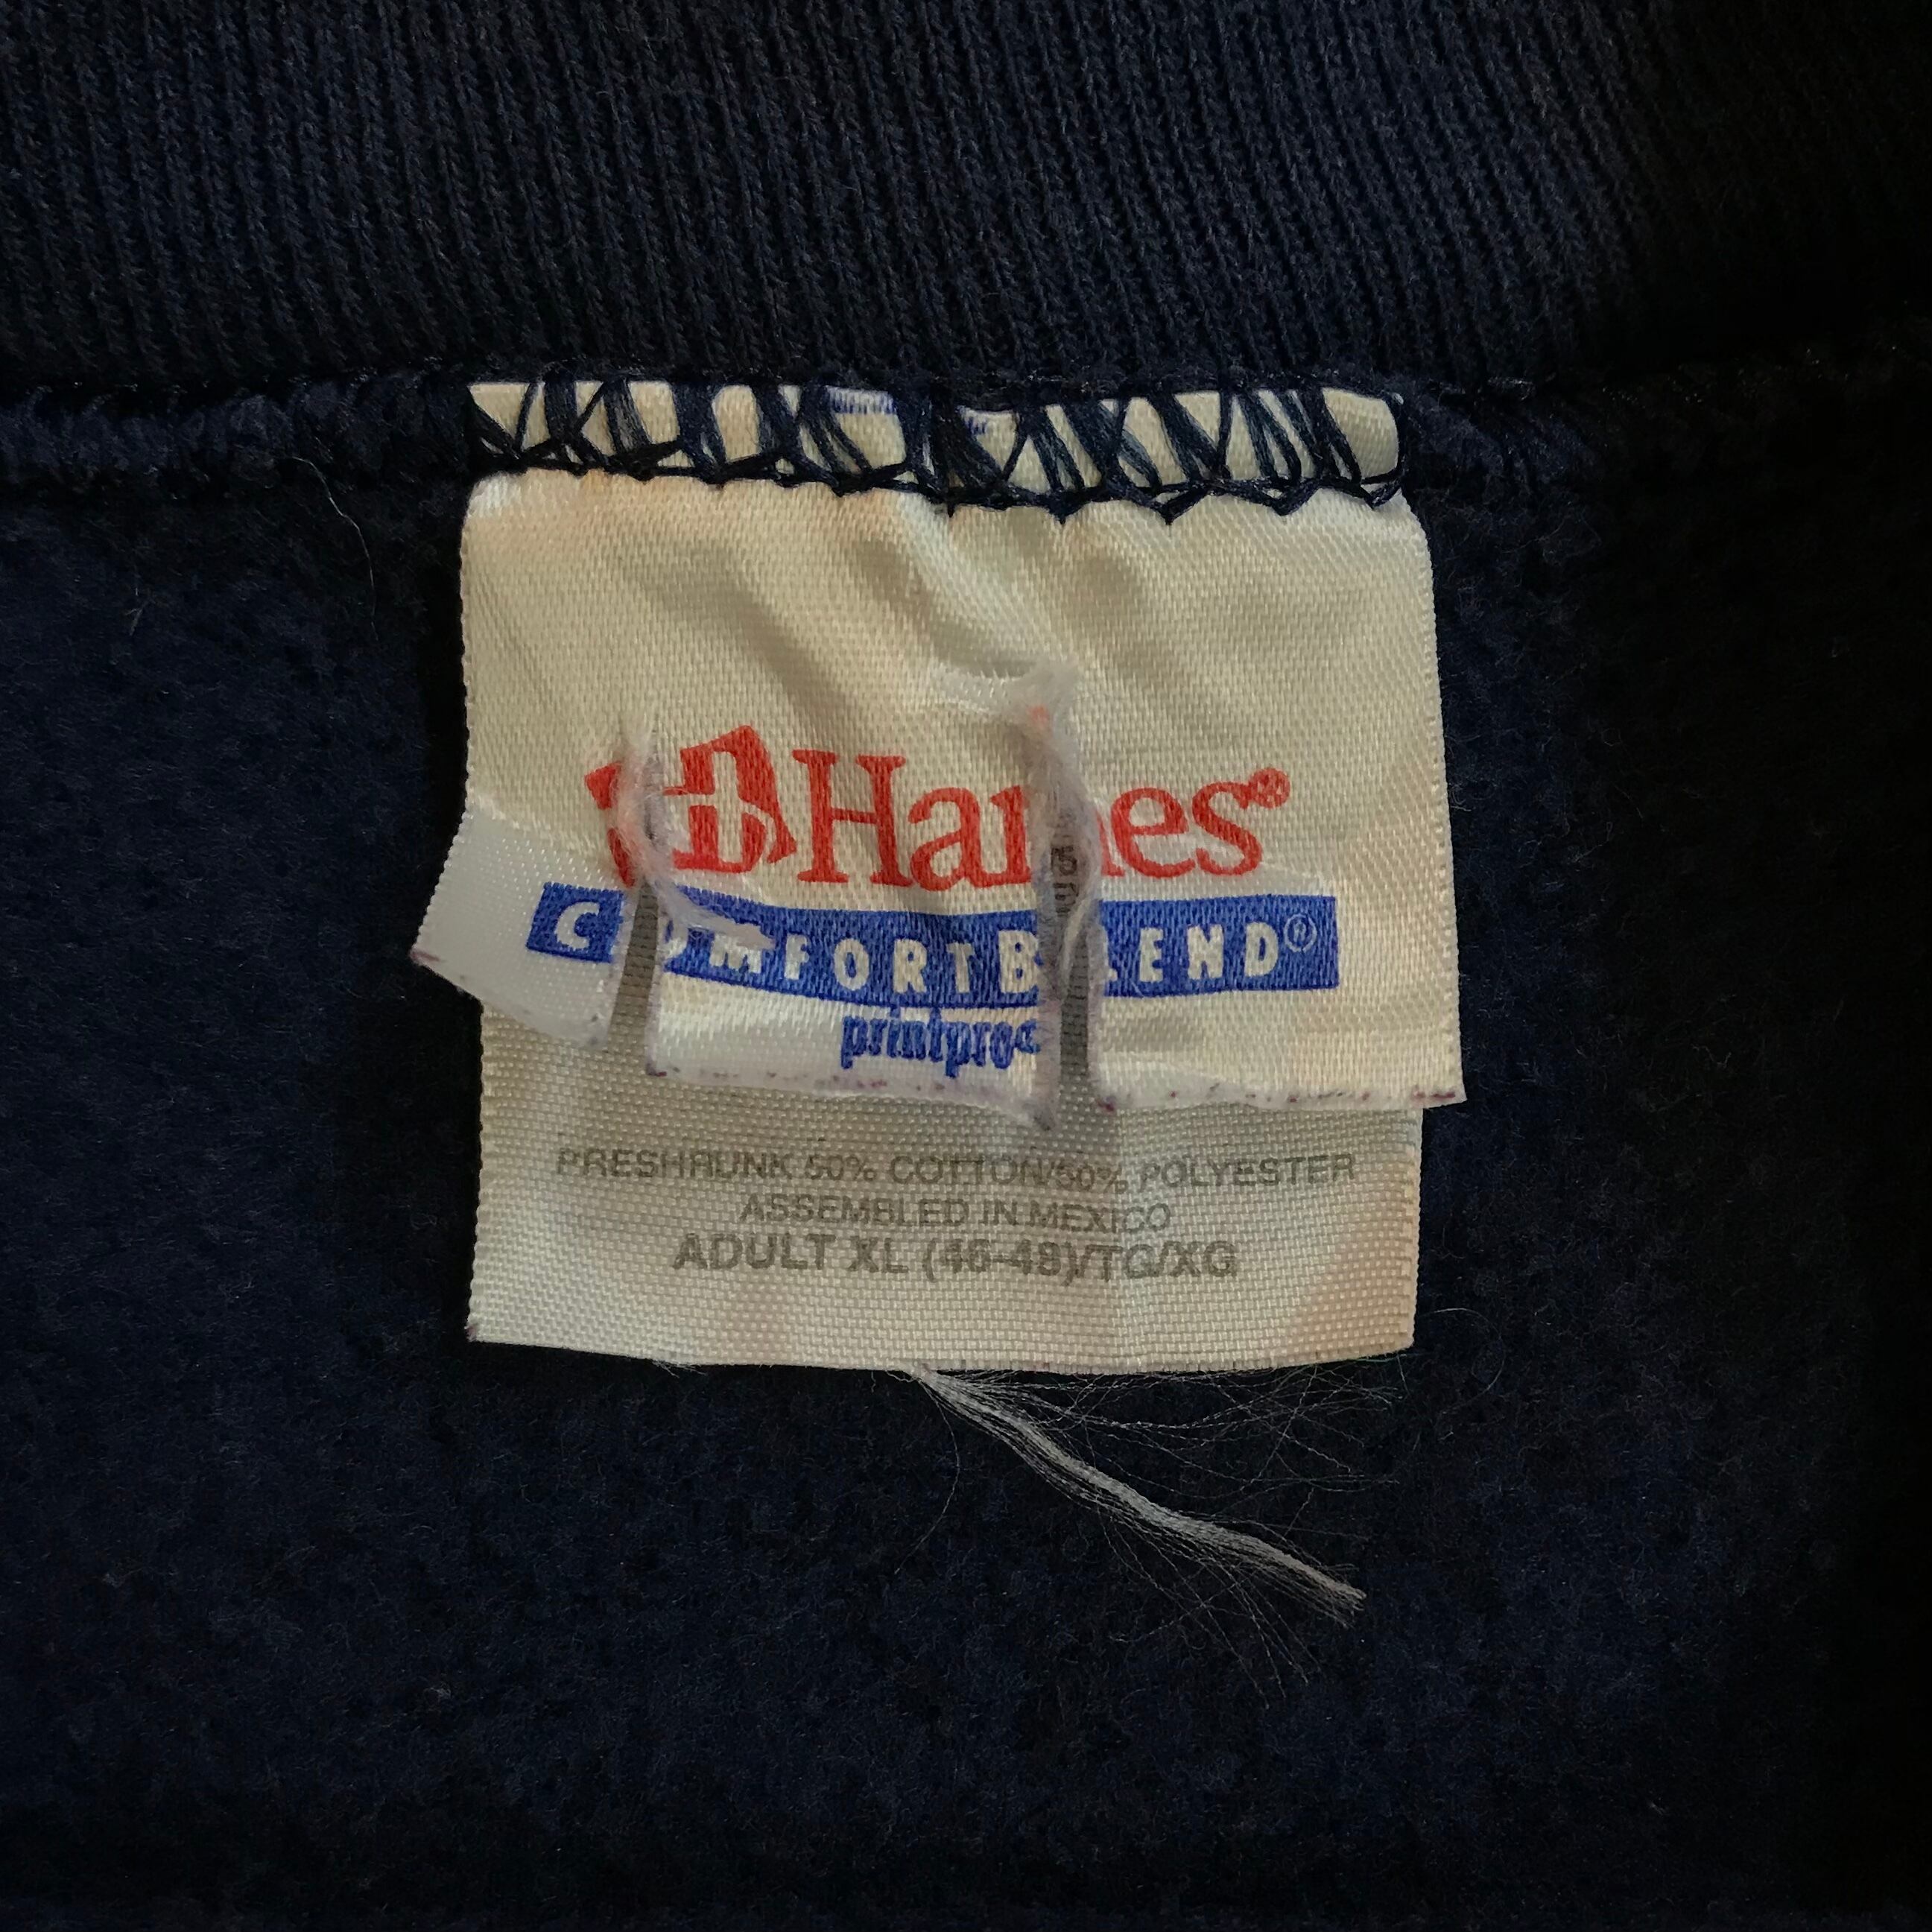 Hanes®
COMFORTBLEND®
printpro
PRESHRUNK 50% COTTON/50% POLYESTER
ASSEMBLED IN MEXICO
ADULT XL (46-48)/TG/XG